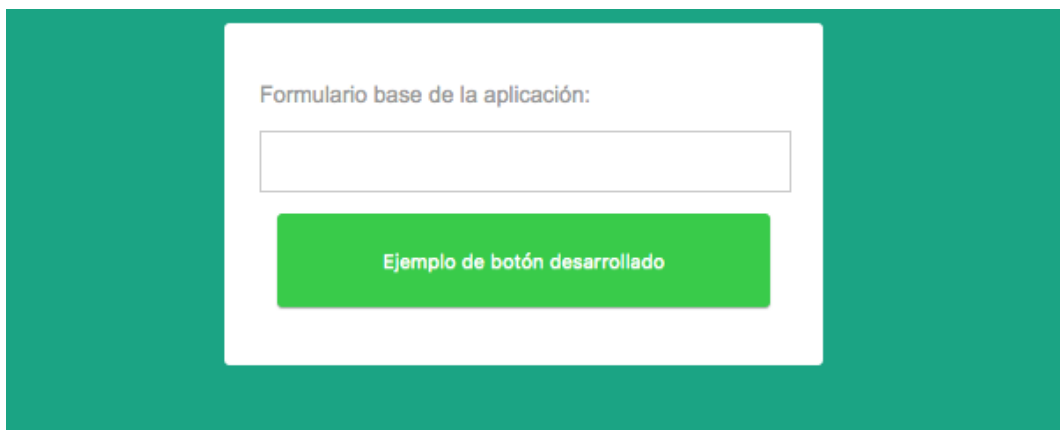 Formulario base de la aplicación:
Ejemplo de botón desarrollado